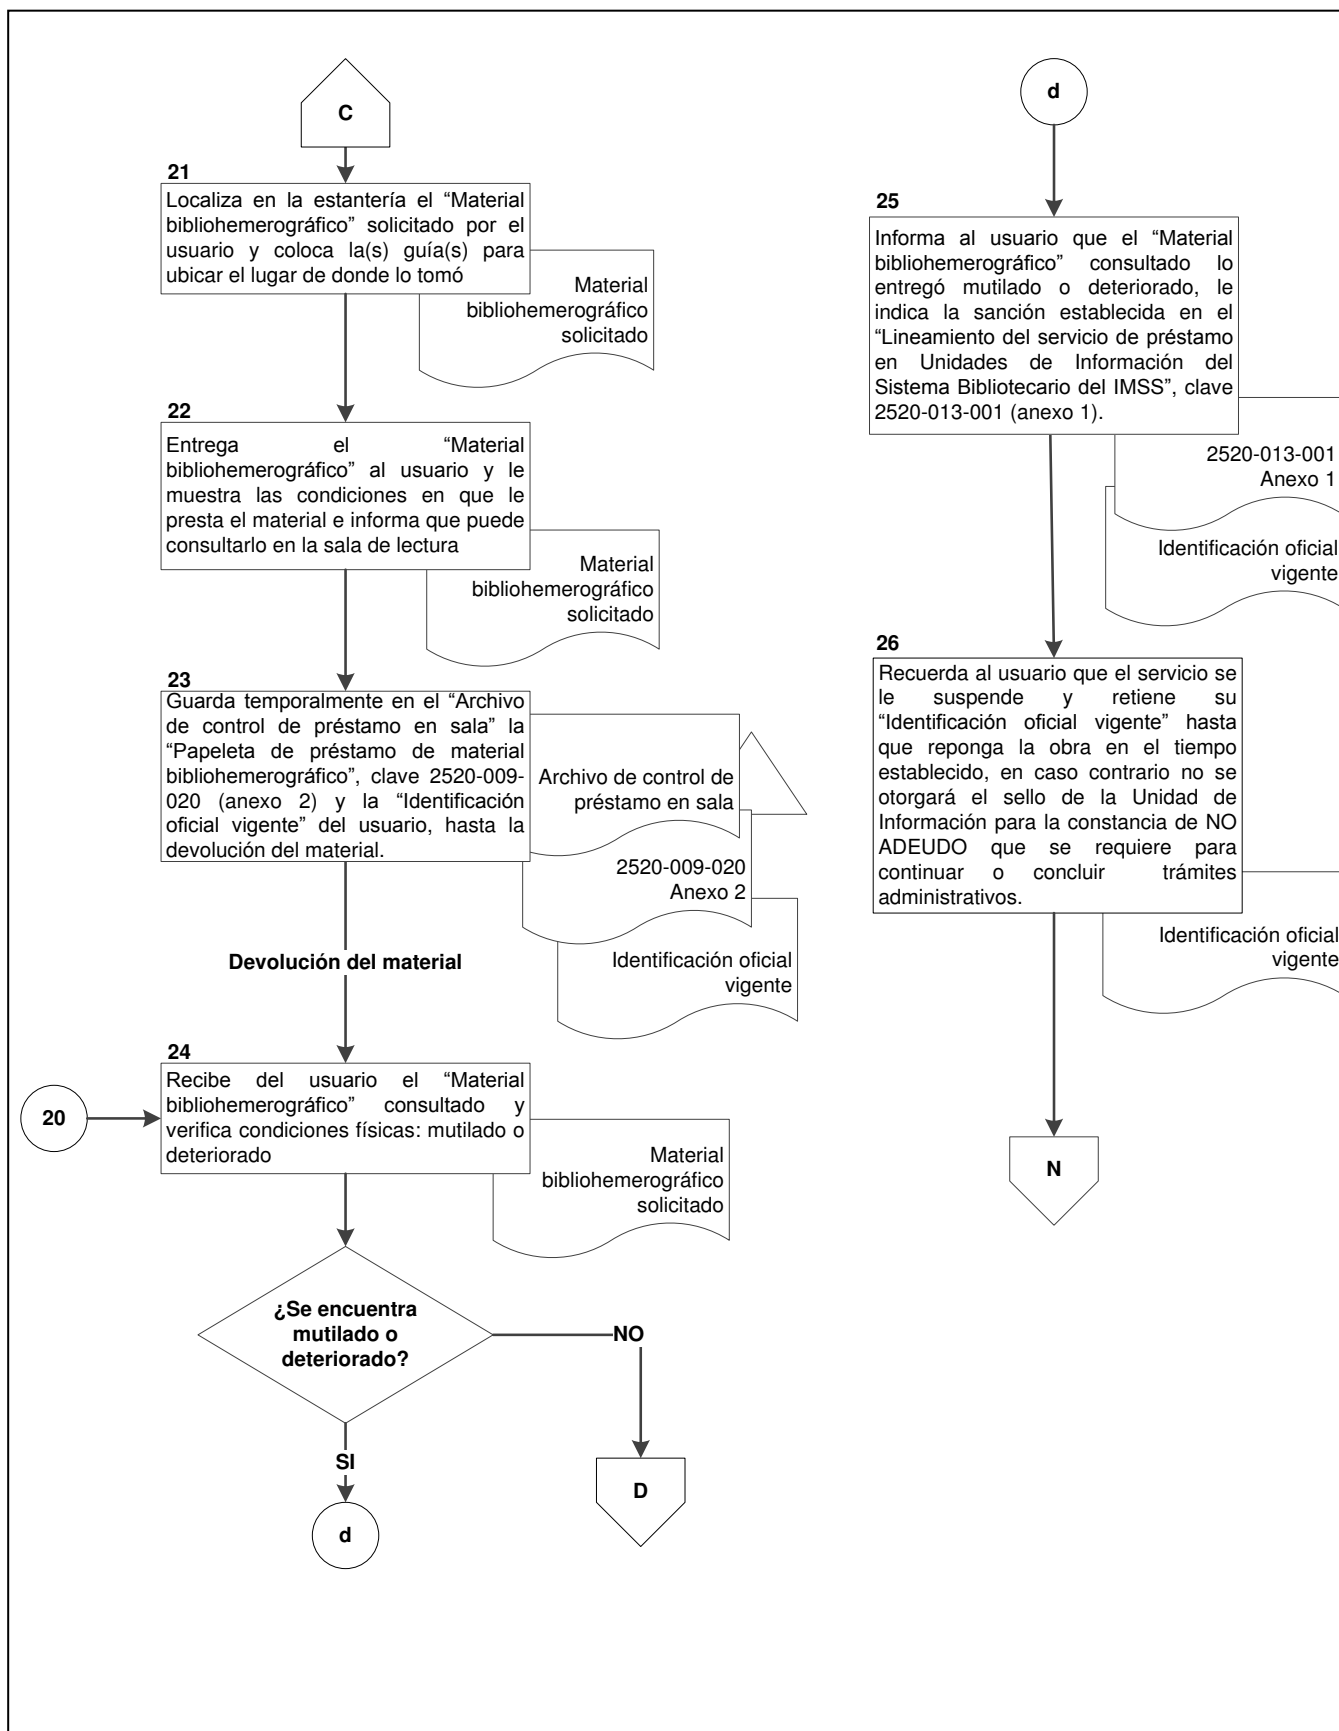 C
21
Localiza en la estantería el “Material
bibliohemerográfico” solicitado por el
usuario y coloca la(s) guía(s) para
ubicar el lugar de donde lo tomó
Material
bibliohemerográfico
solicitado
22
Entrega el “Material
bibliohemerográfico” al usuario y le
muestra las condiciones en que le
presta el material e informa que puede
consultarlo en la sala de lectura
Material
bibliohemerográfico
solicitado
23
Guarda temporalmente en el “Archivo
de control de préstamo en sala” la
“Papeleta de préstamo de material
bibliohemerográfico”, clave 2520-009-
020 (anexo 2) y la “Identificación
oficial vigente” del usuario, hasta la
devolución del material.
Archivo de control de
préstamo en sala
2520-009-020
Anexo 2
Identificación oficial
vigente
Devolución del material
24
Recibe del usuario el “Material
bibliohemerográfico” consultado y
verifica condiciones físicas: mutilado o
deteriorado
20
Material
bibliohemerográfico
solicitado
¿Se encuentra
mutilado o
deteriorado?
NO
SI
D
d
d
25
Informa al usuario que el “Material
bibliohemerográfico” consultado lo
entregó mutilado o deteriorado, le
indica la sanción establecida en el
“Lineamiento del servicio de préstamo
en Unidades de Información del
Sistema Bibliotecario del IMSS”, clave
2520-013-001 (anexo 1).
2520-013-001
Anexo 1
Identificación oficial
vigente
26
Recuerda al usuario que el servicio se
le suspende y retiene su
“Identificación oficial vigente” hasta
que reponga la obra en el tiempo
establecido, en caso contrario no se
otorgará el sello de la Unidad de
Información para la constancia de NO
ADEUDO que se requiere para
continuar o concluir trámites
administrativos.
Identificación oficial
vigente
N